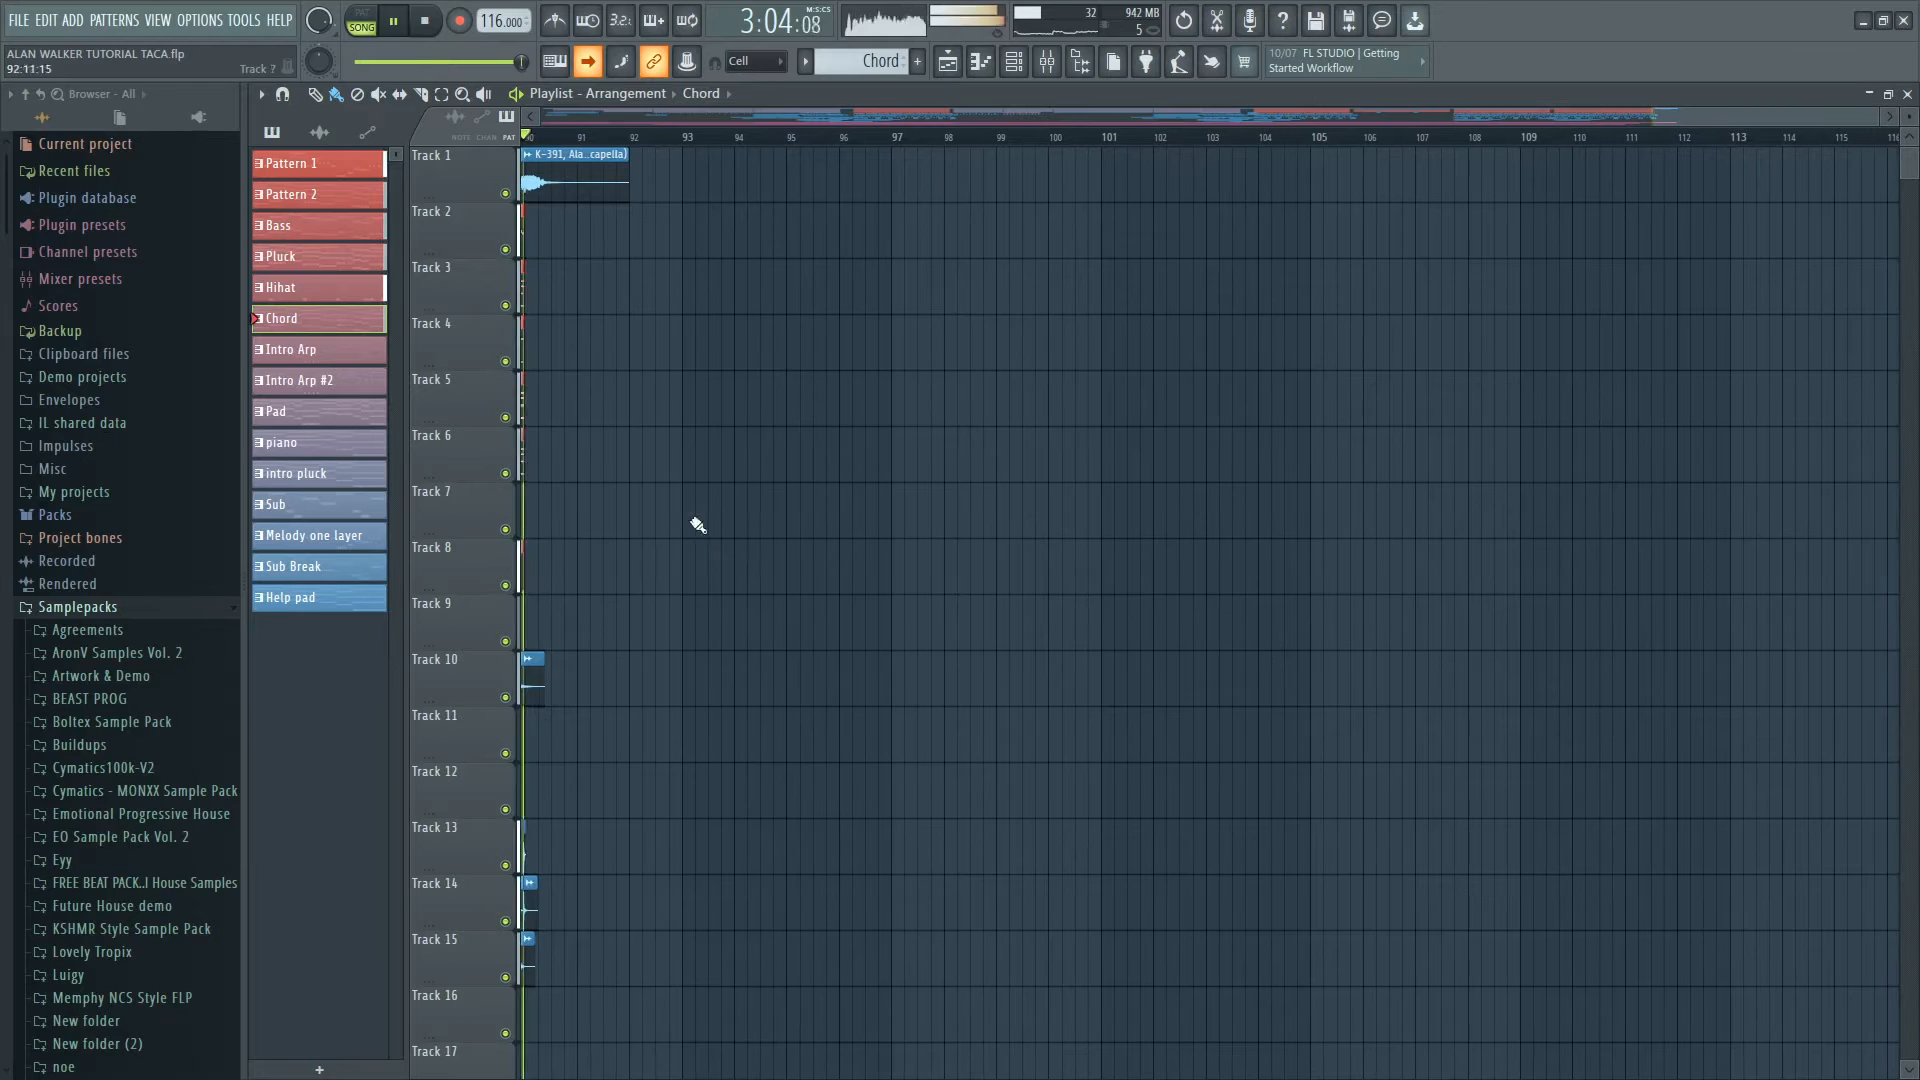 FILE EDIT ADD PATTERNS VIEW OPTIONS TOOLS HELP
PAT
SONG
116.000
3.2.
3:04:08
M:S:CS
32
942 MB
5
ALAN WALKER TUTORIAL TACA.flp
92:11:15
Track ?
Cell
Chord
10/07 FL STUDIO | Getting
Started Workflow
Browser - All
Playlist - Arrangement
Chord
NOTE CHAN PAT
90 91 92 93 94 95 96 97 98 99 100 101 102 103 104 105 106 107 108 109 110 111 112 113 114 115 116
Current project
Recent files
Plugin database
Plugin presets
Channel presets
Mixer presets
Scores
Backup
Clipboard files
Demo projects
Envelopes
IL shared data
Impulses
Misc
My projects
Packs
Project bones
Recorded
Rendered
Samplepacks
Agreements
AronV Samples Vol. 2
Artwork & Demo
BEAST PROG
Boltex Sample Pack
Buildups
Cymatics100k-V2
Cymatics - MONXX Sample Pack
Emotional Progressive House
EO Sample Pack Vol. 2
Eyy
FREE BEAT PACK..l House Samples
Future House demo
KSHMR Style Sample Pack
Lovely Tropix
Luigy
Memphy NCS Style FLP
New folder
New folder (2)
noe
Pattern 1
Pattern 2
Bass
Pluck
Hihat
Chord
Intro Arp
Intro Arp #2
Pad
piano
intro pluck
Sub
Melody one layer
Sub Break
Help pad
+
Track 1
K-391, Ala..capella)
Track 2
Track 3
Track 4
Track 5
Track 6
Track 7
Track 8
Track 9
Track 10
Track 11
Track 12
Track 13
Track 14
Track 15
Track 16
Track 17